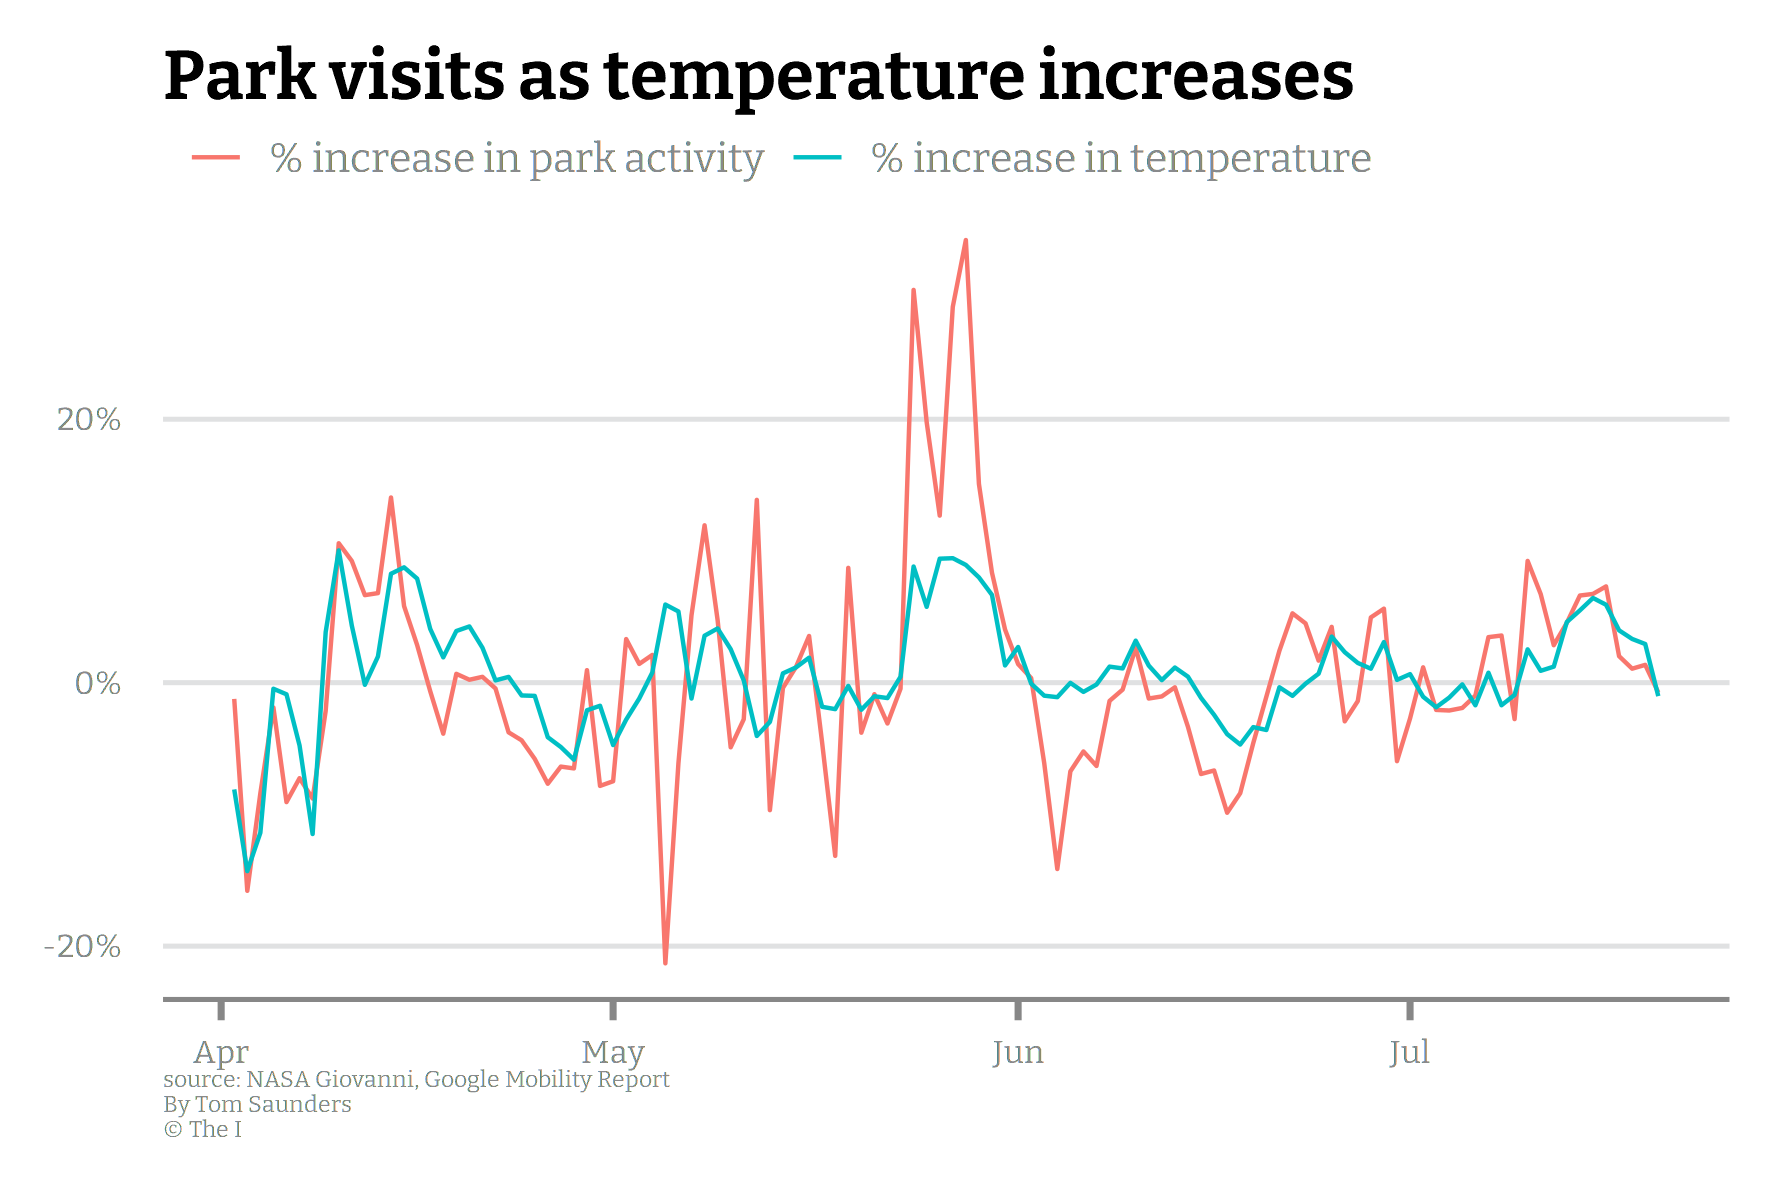 Park visits as temperature increases
% increase in park activity % increase in temperature
20%
0%
-20%
Apr May Jun Jul
source: NASA Giovanni, Google Mobility Report
By Tom Saunders
© The I